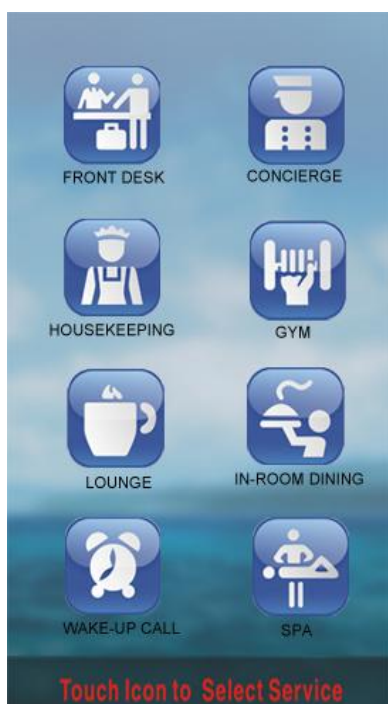 FRONT DESK
CONCIERGE
HOUSEKEEPING
GYM
LOUNGE
IN-ROOM DINING
WAKE-UP CALL
SPA
Touch Icon to Select Service